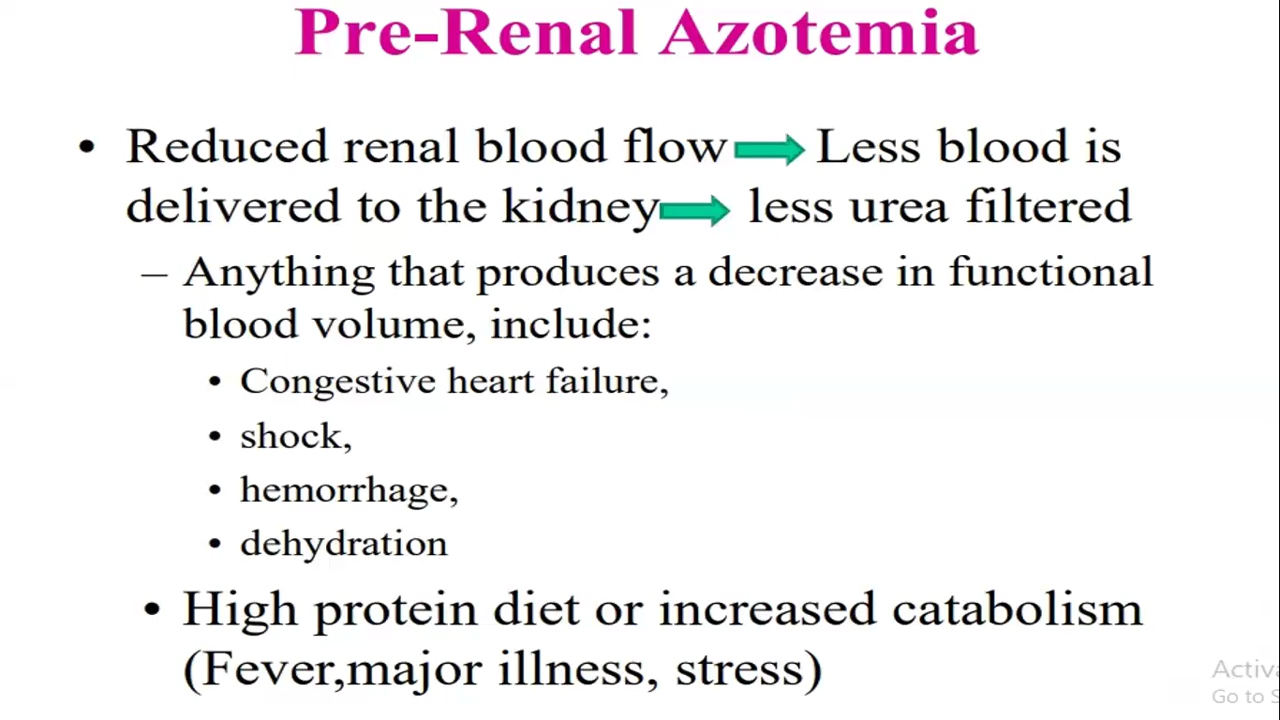 Pre-Renal Azotemia
• Reduced renal blood flow Less blood is
delivered to the kidney less urea filtered
– Anything that produces a decrease in functional
blood volume, include:
• Congestive heart failure,
• shock,
• hemorrhage,
• dehydration
• High protein diet or increased catabolism
(Fever,major illness, stress)
Go to